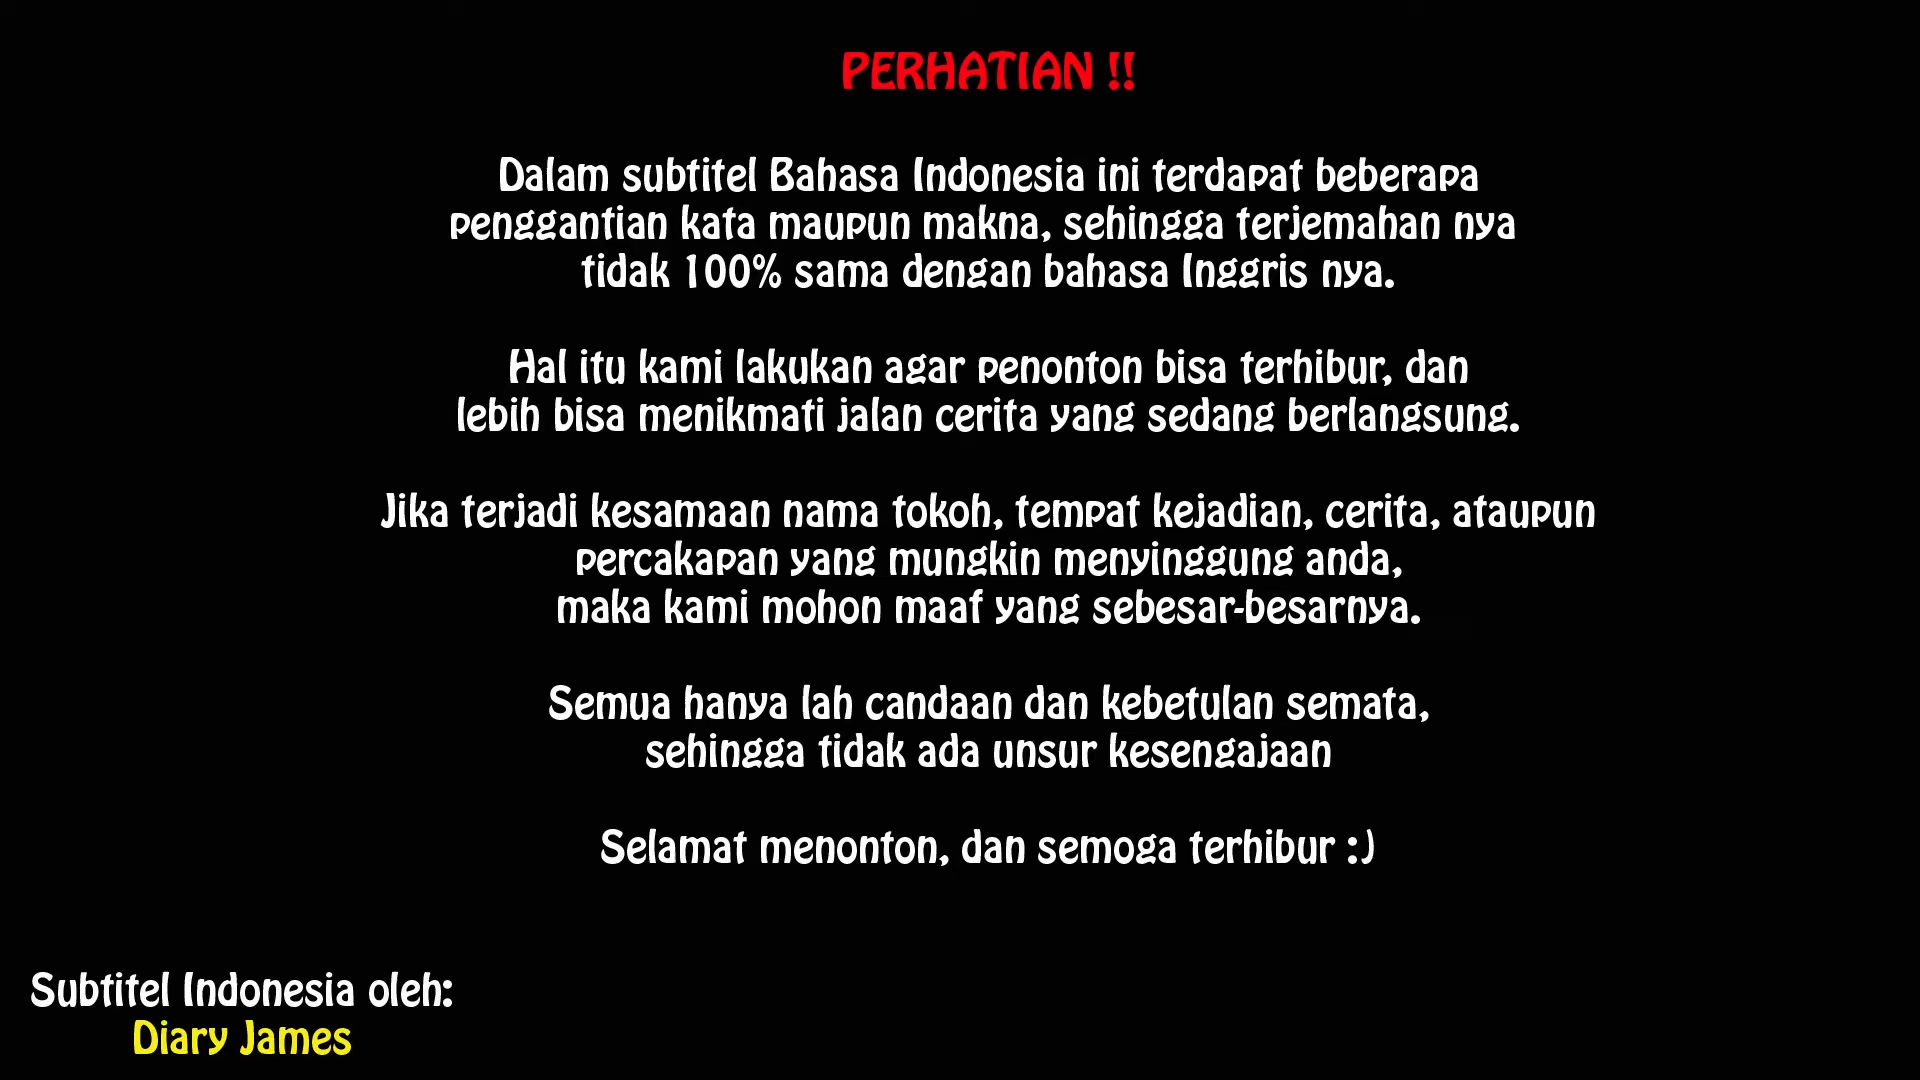 PERHATIAN !!
Dalam subtitel Bahasa Indonesia ini terdapat beberapa
penggantian kata maupun makna, sehingga terjemahan nya
tidak 100% sama dengan bahasa Inggris nya.
Hal itu kami lakukan agar penonton bisa terhibur, dan
lebih bisa menikmati jalan cerita yang sedang berlangsung.
Jika terjadi kesamaan nama tokoh, tempat kejadian, cerita, ataupun
percakapan yang mungkin menyinggung anda,
maka kami mohon maaf yang sebesar-besarnya.
Semua hanya lah candaan dan kebetulan semata,
sehingga tidak ada unsur kesengajaan
Selamat menonton, dan semoga terhibur :)
Subtitel Indonesia oleh:
Diary James